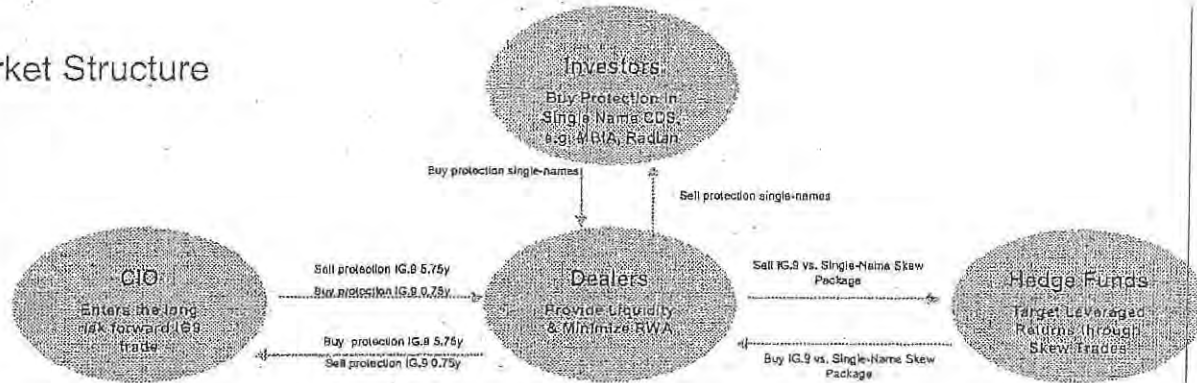 rket Structure
Investors
Buy Protection in
Single Name CDS,
e.g. MBIA, Radian
Buy protection single-names
Sell protection single-names
CIO
Enters the long
risk forward IG9
trade
Sell protection IG.9 5.75y
Buy protection IG.9 0.75y
Buy protection IG.9 5.75y
Sell protection IG.9 0.75y
Dealers
Provide Liquidity
& Minimize RWA
Sell IG.9 vs. Single-Name Skew
Package
Buy IG.9 vs. Single-Name Skew
Package
Hedge Funds
Target Leveraged
Returns through
Skew Trades